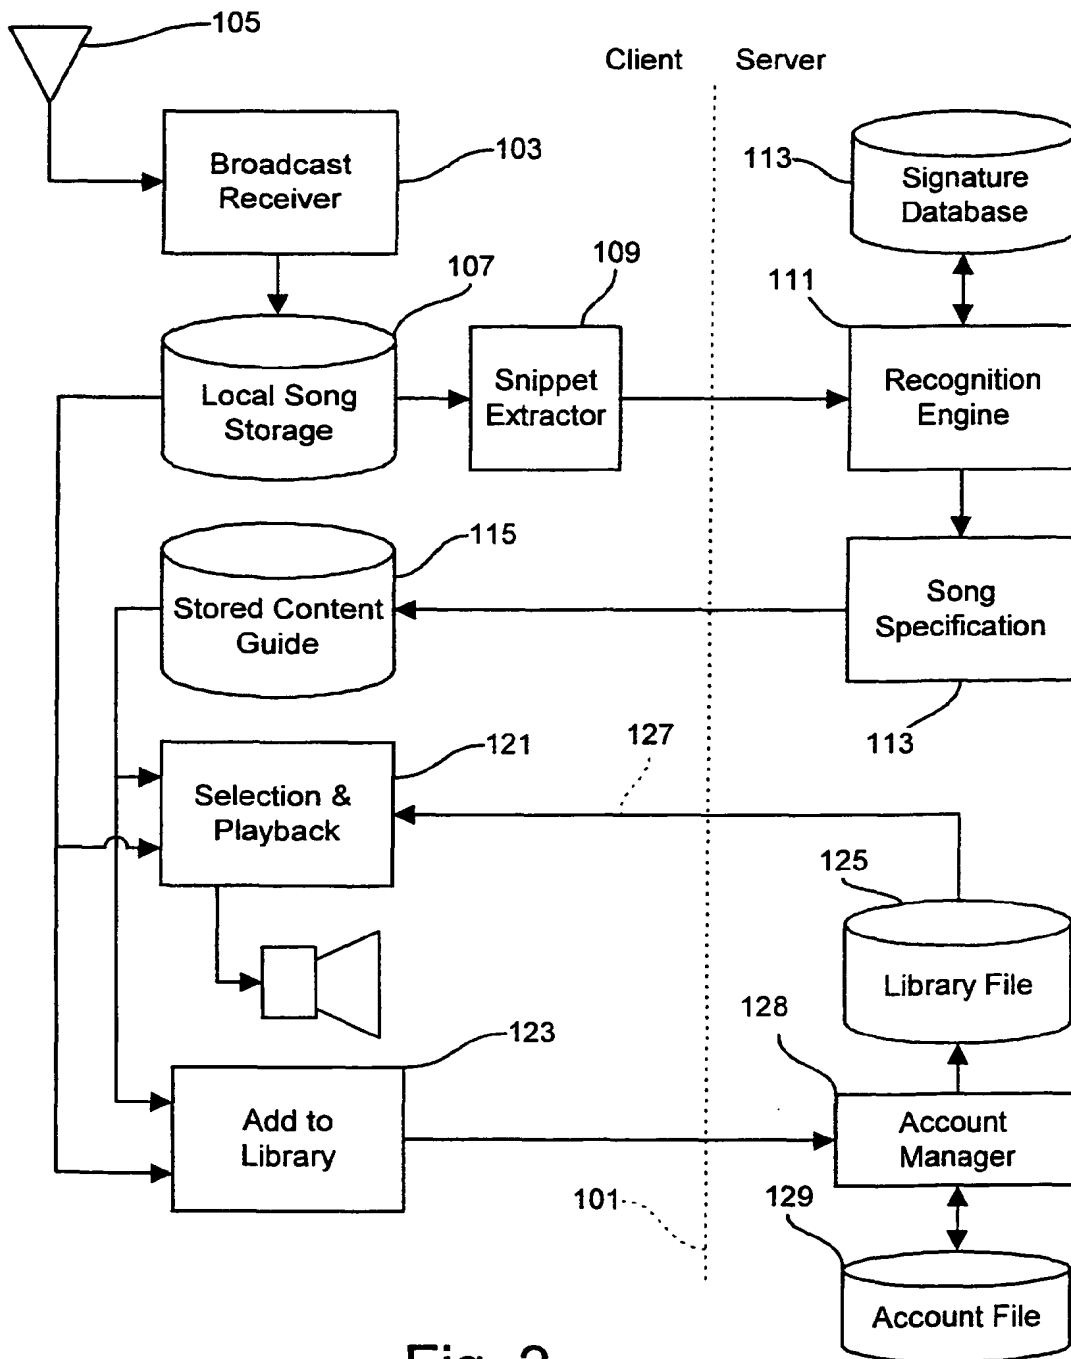 105
Client
Server
Broadcast
Receiver
103
113
Signature
Database
107
109
111
Local Song
Storage
Snippet
Extractor
Recognition
Engine
115
Stored Content
Guide
Song
Specification
113
121
127
Selection &
Playback
125
Library File
123
128
Add to
Library
Account
Manager
101
129
Account File